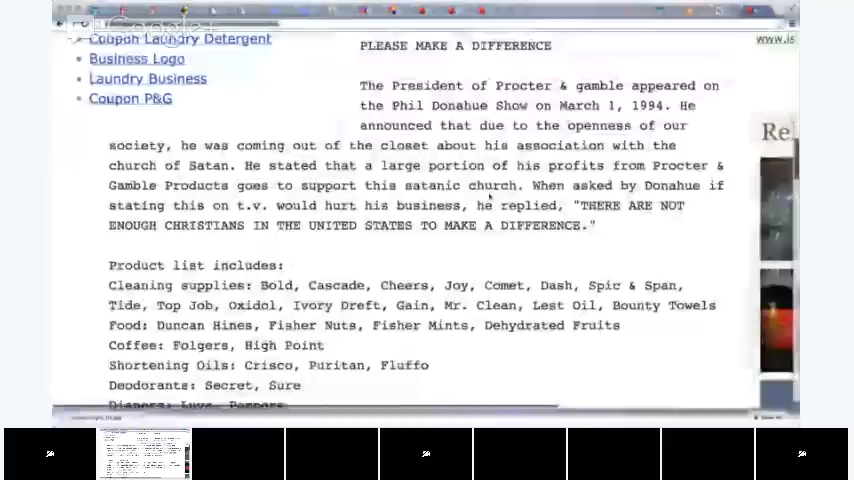 Google+
Coupon Laundry Detergent
Business Logo
Laundry Business
Coupon P&G
PLEASE MAKE A DIFFERENCE
www.is
The President of Procter & gamble appeared on
the Phil Donahue Show on March 1, 1994. He
announced that due to the openness of our
society, he was coming out of the closet about his association with the
church of Satan. He stated that a large portion of his profits from Procter &
Gamble Products goes to support this satanic church. When asked by Donahue if
stating this on t.v. would hurt his business, he replied, "THERE ARE NOT
ENOUGH CHRISTIANS IN THE UNITED STATES TO MAKE A DIFFERENCE."
Rel
Product list includes:
Cleaning supplies: Bold, Cascade, Cheers, Joy, Comet, Dash, Spic & Span,
Tide, Top Job, Oxidol, Ivory Dreft, Gain, Mr. Clean, Lest Oil, Bounty Towels
Food: Duncan Hines, Fisher Nuts, Fisher Mints, Dehydrated Fruits
Coffee: Folgers, High Point
Shortening Oils: Crisco, Puritan, Fluffo
Deodorants: Secret, Sure
Diapers: Luvs, Pampers